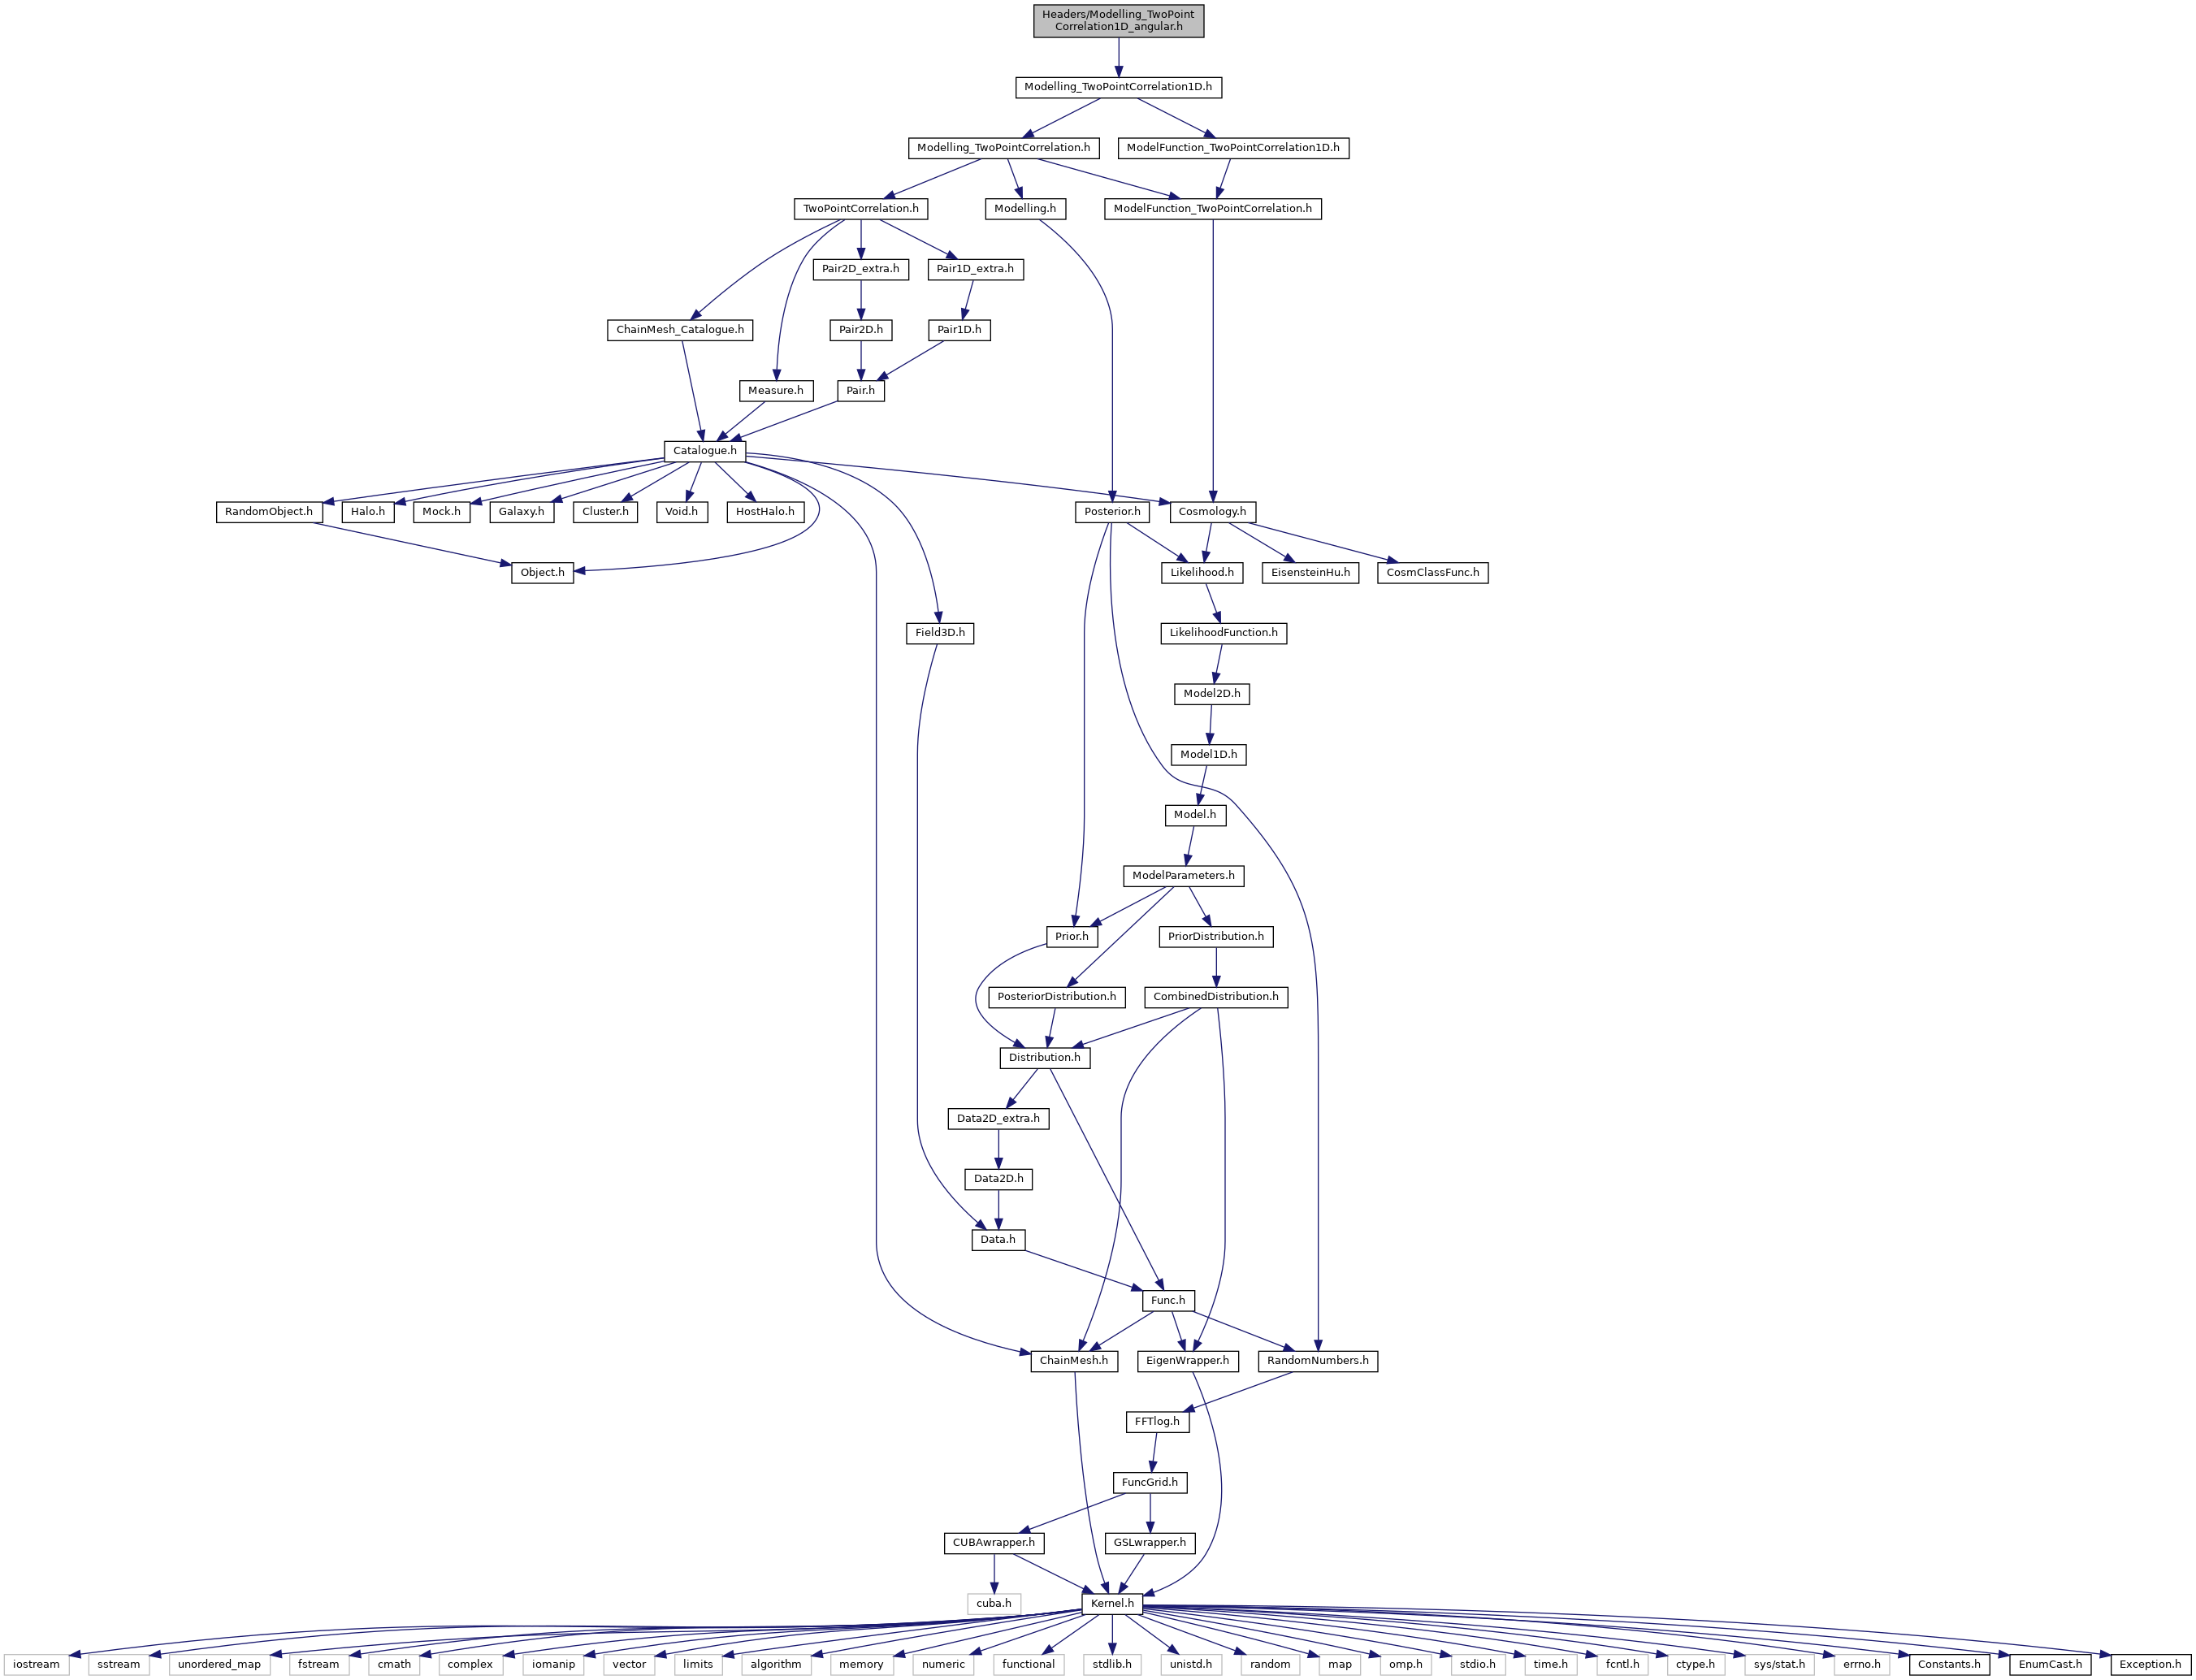 Headers/Modelling_TwoPoint
Correlation1D_angular.h
Modelling_TwoPointCorrelation1D.h
Modelling_TwoPointCorrelation.h
ModelFunction_TwoPointCorrelation1D.h
TwoPointCorrelation.h
Modelling.h
ModelFunction_TwoPointCorrelation.h
Pair2D_extra.h
Pair1D_extra.h
ChainMesh_Catalogue.h
Pair2D.h
Pair1D.h
Measure.h
Pair.h
Catalogue.h
RandomObject.h
Halo.h
Mock.h
Galaxy.h
Cluster.h
Void.h
HostHalo.h
Posterior.h
Cosmology.h
Object.h
Likelihood.h
EisensteinHu.h
CosmClassFunc.h
Field3D.h
LikelihoodFunction.h
Model2D.h
Model1D.h
Model.h
ModelParameters.h
Prior.h
PriorDistribution.h
PosteriorDistribution.h
CombinedDistribution.h
Distribution.h
Data2D_extra.h
Data2D.h
Data.h
Func.h
ChainMesh.h
EigenWrapper.h
RandomNumbers.h
FFTlog.h
FuncGrid.h
CUBAwrapper.h
GSLwrapper.h
cuba.h
Kernel.h
iostream
sstream
unordered_map
fstream
cmath
complex
iomanip
vector
limits
algorithm
memory
numeric
functional
stdlib.h
unistd.h
random
map
omp.h
stdio.h
time.h
fcntl.h
ctype.h
sys/stat.h
errno.h
Constants.h
EnumCast.h
Exception.h